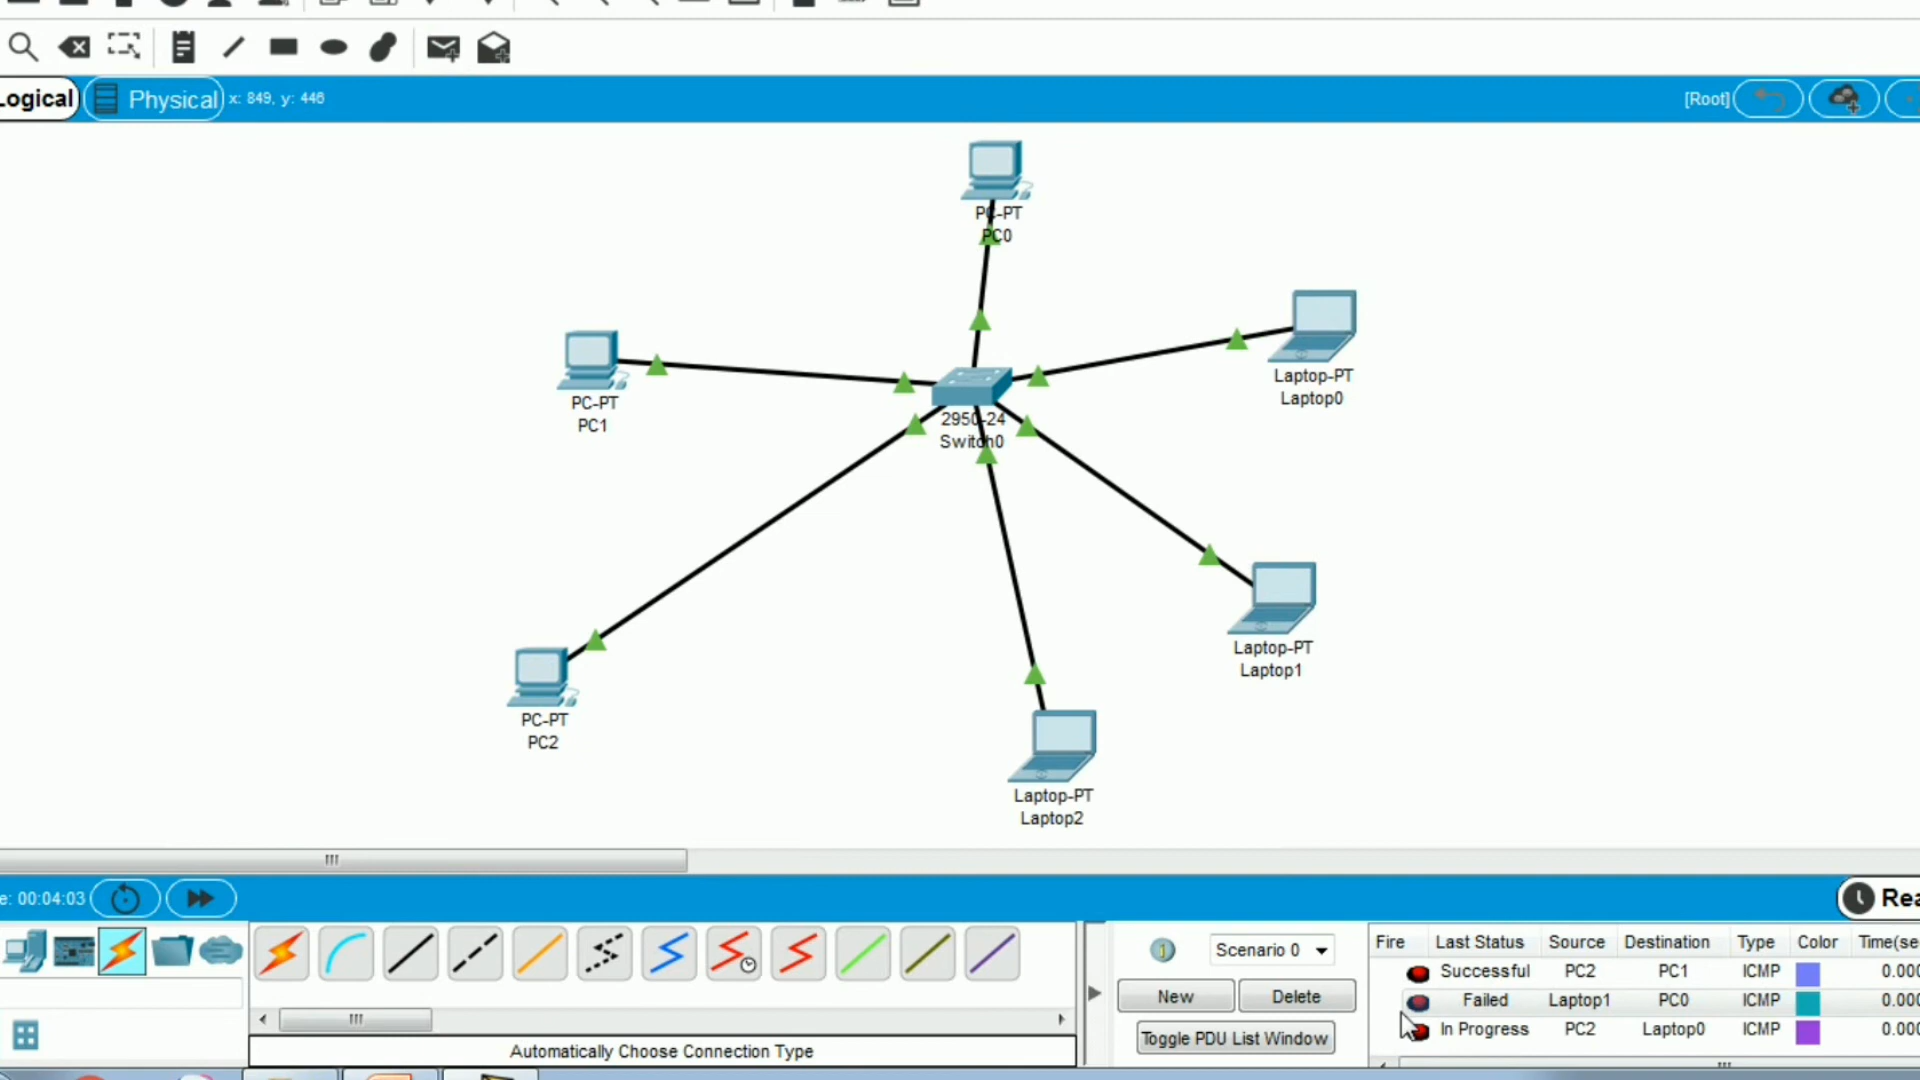 Logical
Physical
x: 849, y: 446
[Root]
PC-PT
PC0
Laptop-PT
Laptop0
PC-PT
PC1
2950-24
Switch0
Laptop-PT
Laptop1
PC-PT
PC2
Laptop-PT
Laptop2
e: 00:04:03
Rea
Scenario 0
New
Delete
Toggle PDU List Window
Fire Last Status Source Destination Type Color Time(se
Successful PC2 PC1 ICMP 0.000
Failed Laptop1 PC0 ICMP 0.000
In Progress PC2 Laptop0 ICMP 0.000
Automatically Choose Connection Type